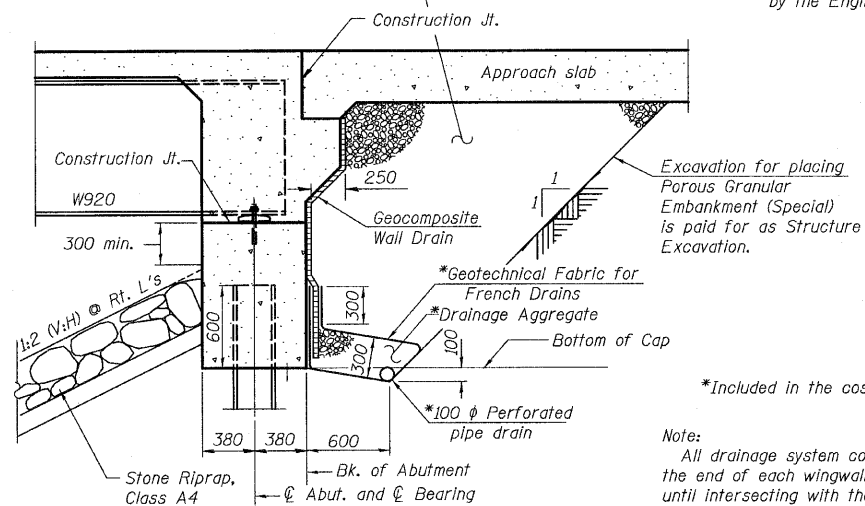 by the Engi
Construction Jt.
Approach slab
Construction Jt.
W920
300 min.
250
Geocomposite
Wall Drain
1
1
Excavation for placing
Porous Granular
Embankment (Special)
is paid for as Structure
Excavation.
1:2 (V:H) @ Rt. L's
600
300
*Geotechnical Fabric for
French Drains
*Drainage Aggregate
300
100
Bottom of Cap
*Included in the cos
*100 ϕ Perforated
pipe drain
380
380
600
Stone Riprap,
Class A4
Bk. of Abutment
℄ Abut. and ℄ Bearing
Note:
All drainage system co
the end of each wingwal
until intersecting with the